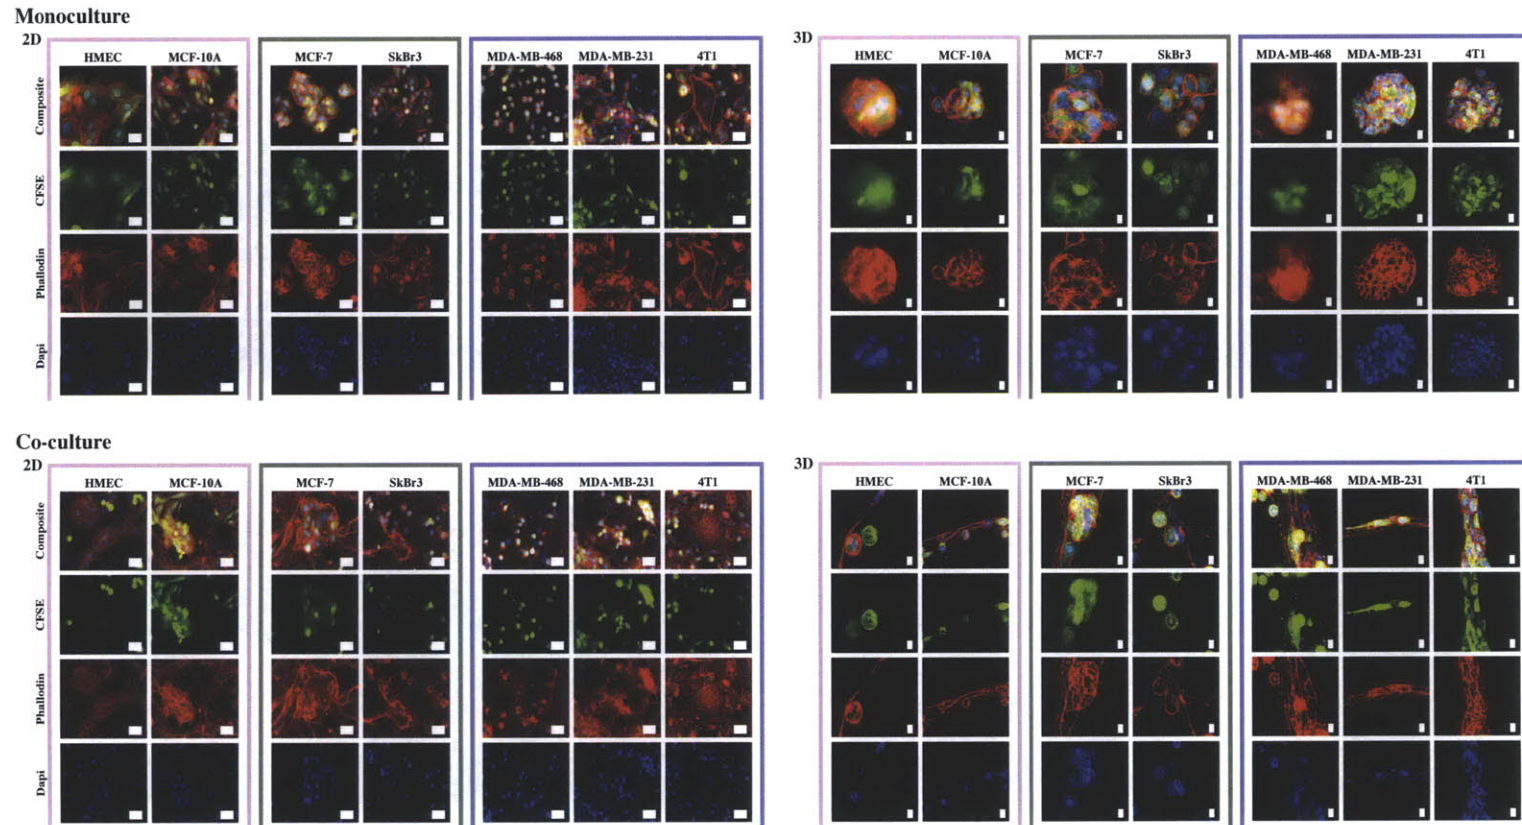 Monoculture
2D
HMEC MCF-10A MCF-7 SkBr3 MDA-MB-468 MDA-MB-231 4T1
Composite
CFSE
Phallodin
Dapi
3D
HMEC MCF-10A MCF-7 SkBr3 MDA-MB-468 MDA-MB-231 4T1
Co-culture
2D
HMEC MCF-10A MCF-7 SkBr3 MDA-MB-468 MDA-MB-231 4T1
Composite
CFSE
Phallodin
Dapi
3D
HMEC MCF-10A MCF-7 SkBr3 MDA-MB-468 MDA-MB-231 4T1